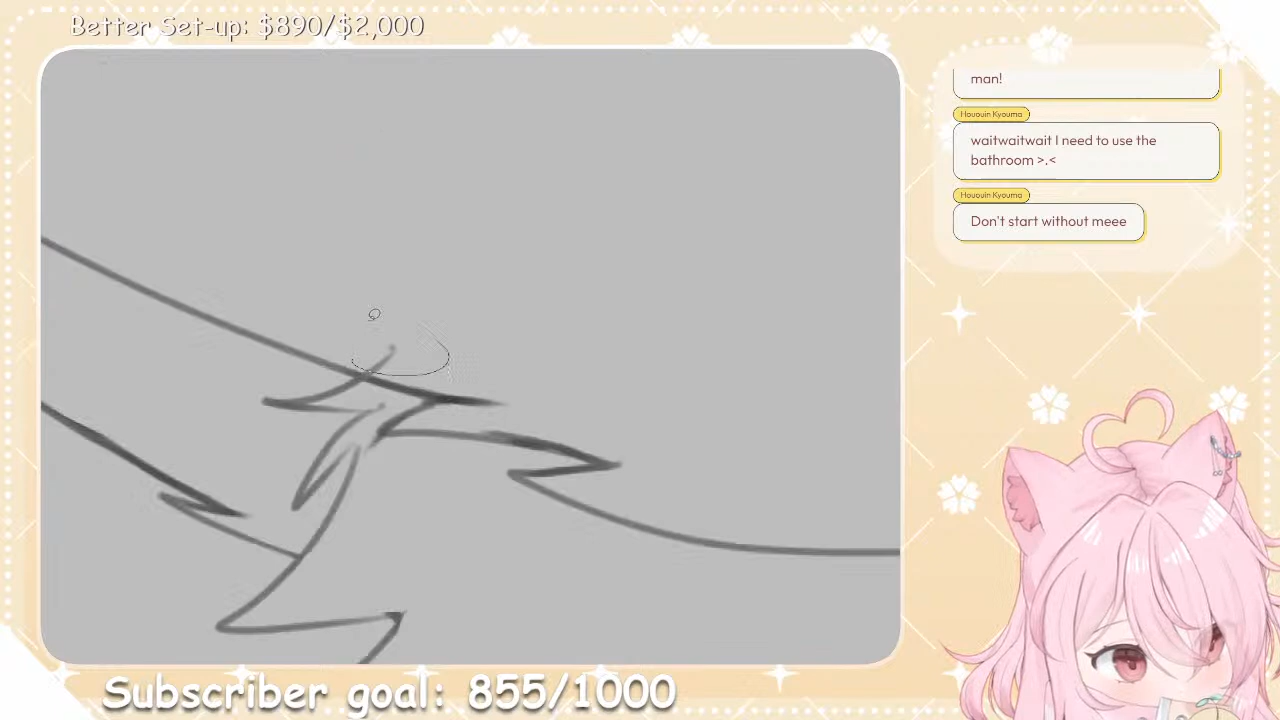 Better Set-up: $890/$2,000
man!
Hououin Kyouma
waitwaitwait I need to use the
bathroom >.<
Hououin Kyouma
Don't start without meee
Subscriber goal: 855/1000